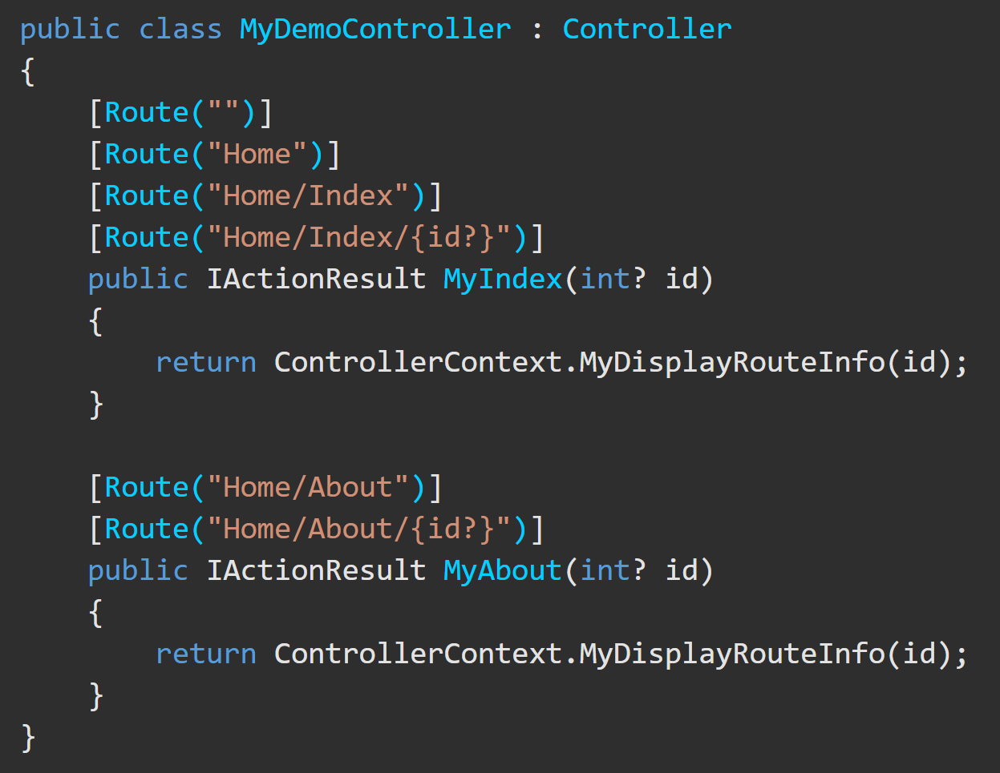 public class MyDemoController : Controller
{
    [Route("")]
    [Route("Home")]
    [Route("Home/Index")]
    [Route("Home/Index/{id?}")]
    public IActionResult MyIndex(int? id)
    {
        return ControllerContext.MyDisplayRouteInfo(id);
    }

    [Route("Home/About")]
    [Route("Home/About/{id?}")]
    public IActionResult MyAbout(int? id)
    {
        return ControllerContext.MyDisplayRouteInfo(id);
    }
}